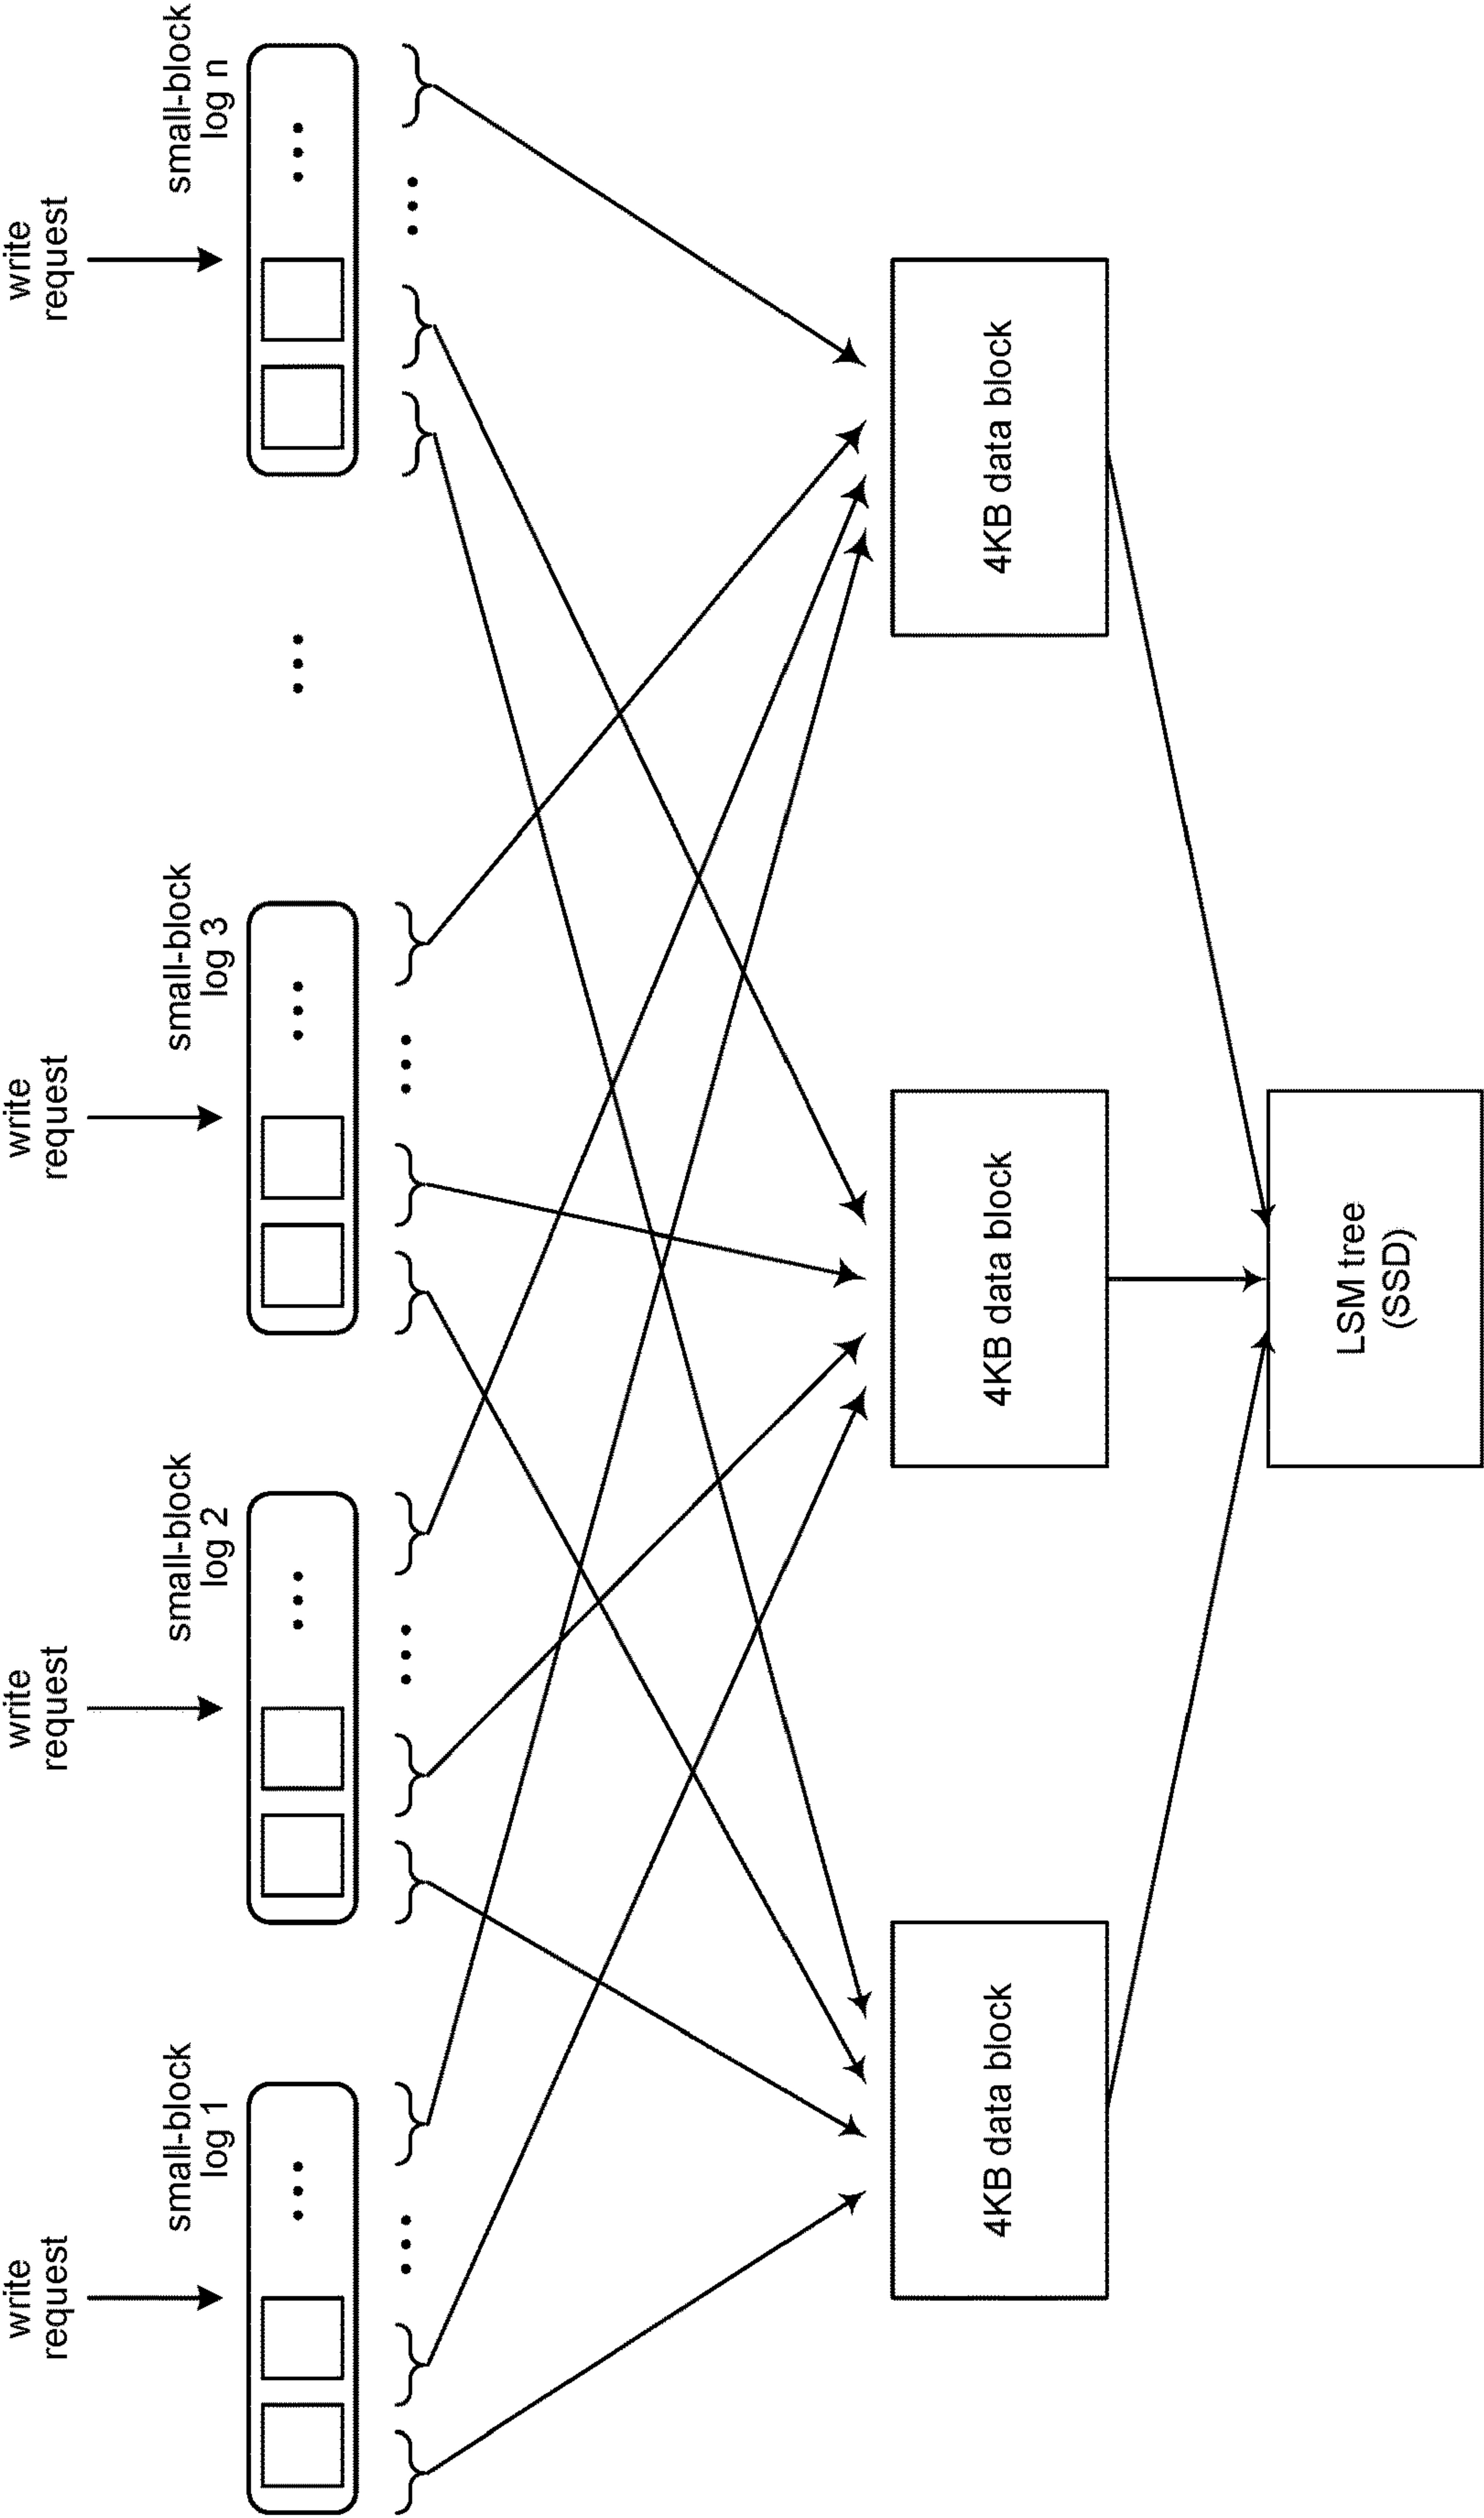 write
request
write
request
write
request
write
request
small-block
log 1
small-block
log 2
small-block
log 3
small-block
log n
4KB data block
4KB data block
4KB data block
LSM tree
(SSD)